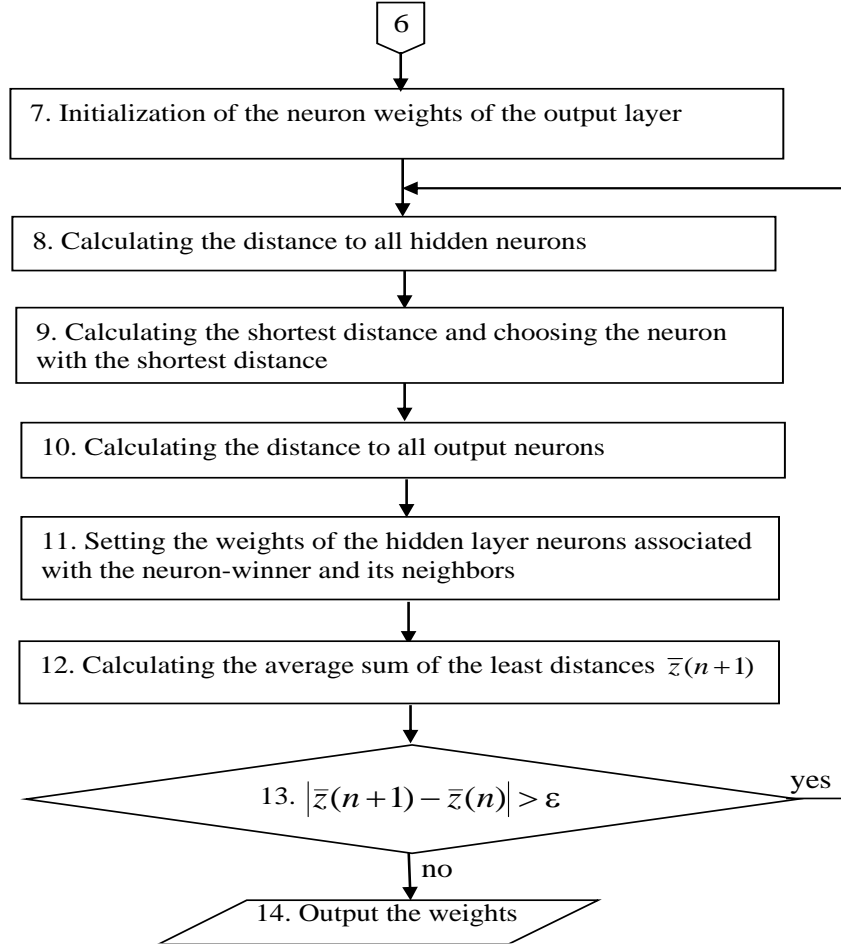 6
7. Initialization of the neuron weights of the output layer
8. Calculating the distance to all hidden neurons
9. Calculating the shortest distance and choosing the neuron
with the shortest distance
10. Calculating the distance to all output neurons
11. Setting the weights of the hidden layer neurons associated
with the neuron-winner and its neighbors
12. Calculating the average sum of the least distances z̅(n+1)
13. |z̅(n+1) − z̅(n)| > ε
yes
no
14. Output the weights